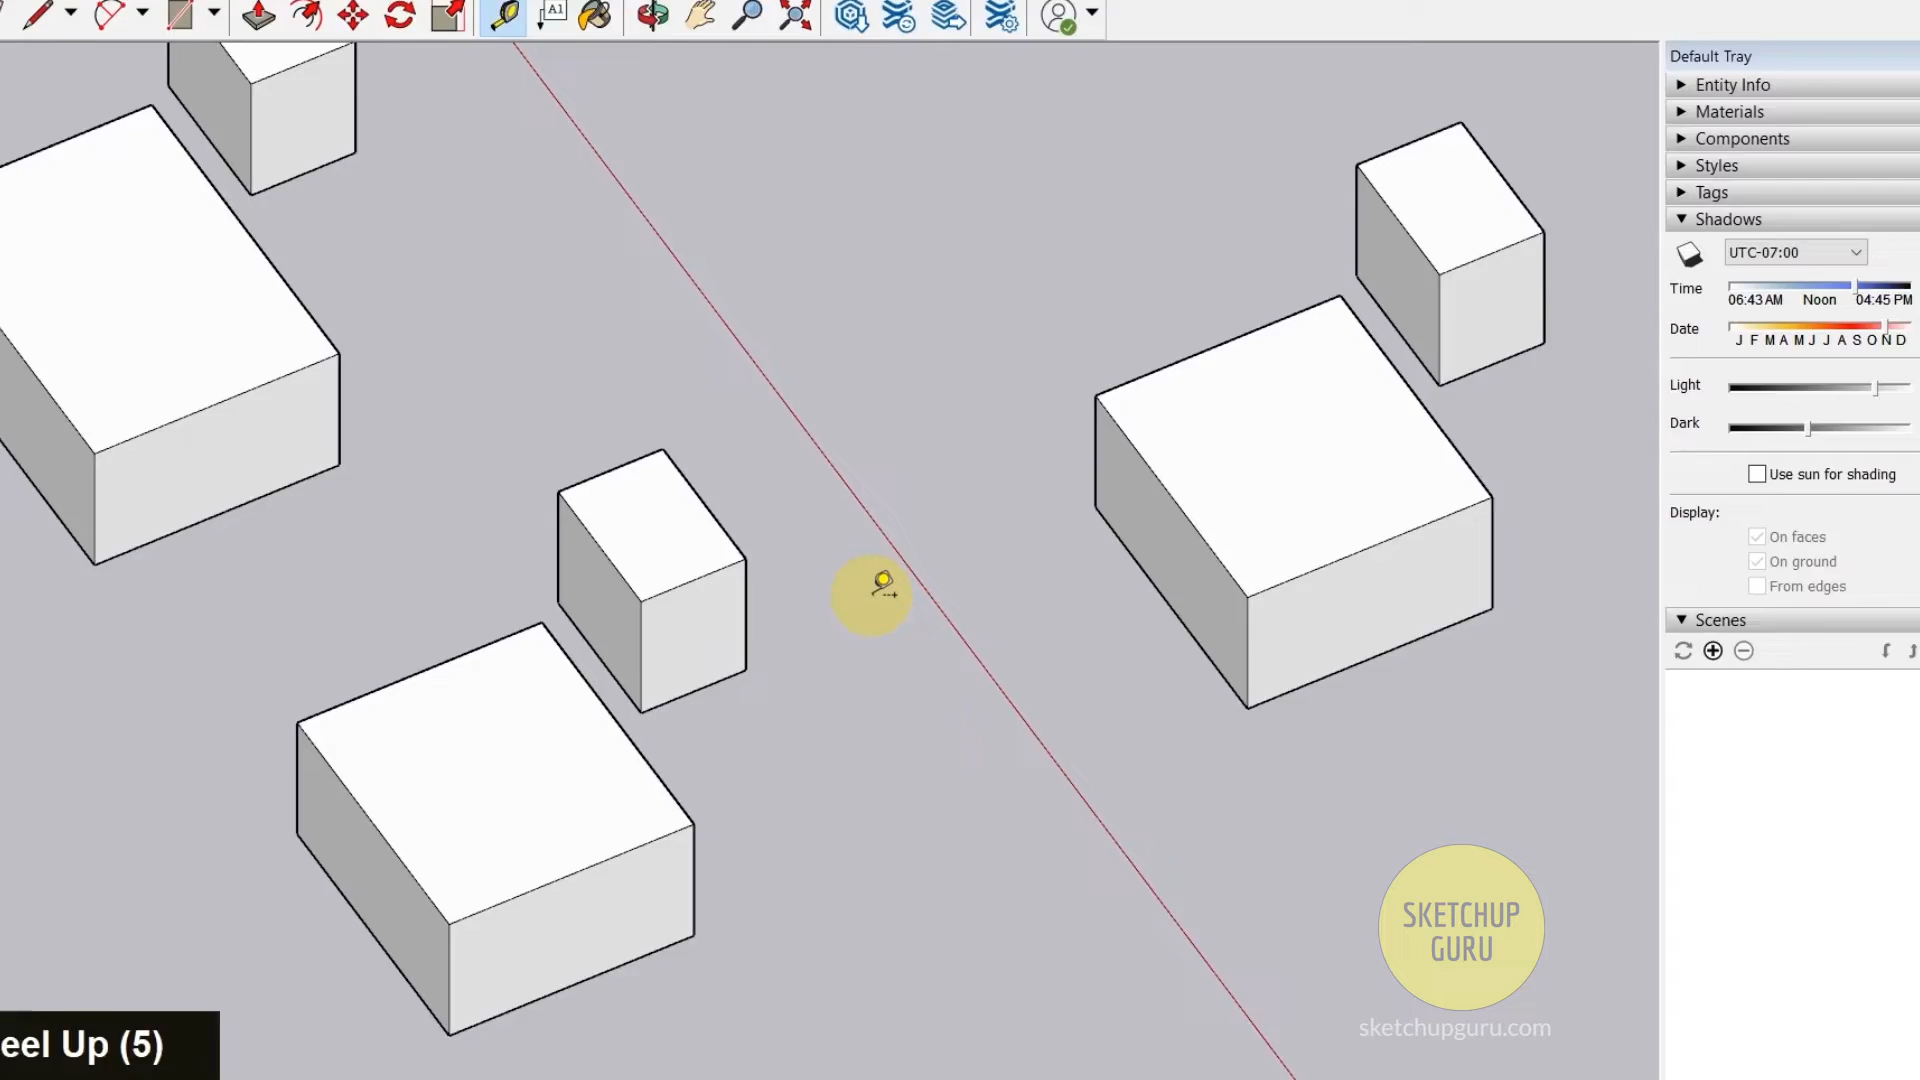 A1
Default Tray
Entity Info
Materials
Components
Styles
Tags
Shadows
UTC-07:00
Time
06:43 AM Noon 04:45 PM
Date
J F M A M J J A S O N D
Light
Dark
Use sun for shading
Display:
On faces
On ground
From edges
Scenes
SKETCHUP
GURU
sketchupguru.com
eel Up (5)